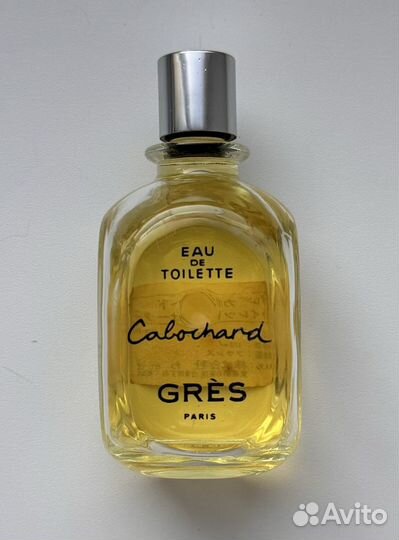 EAU
DE
TOILETTE
Cabochard
GRÈS
PARIS
Avito